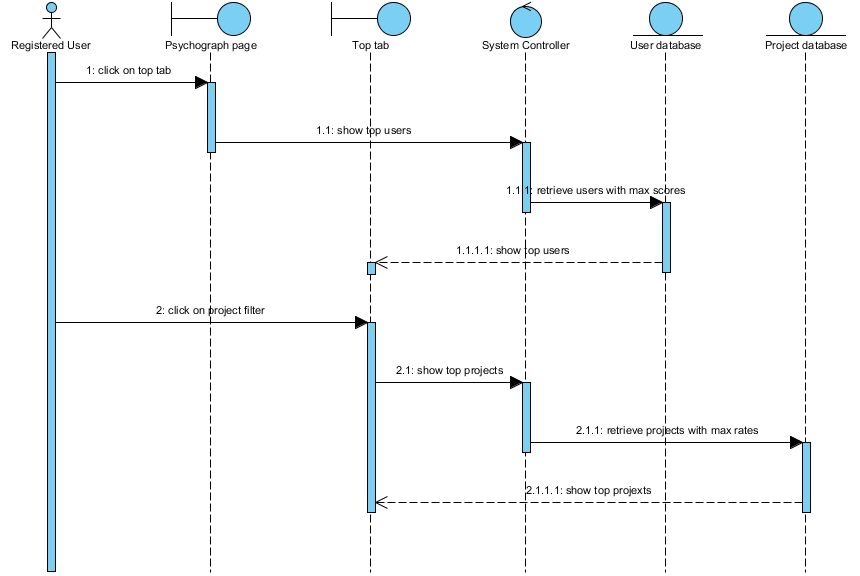 Registered User
Psychograph page
Top tab
System Controller
User database
Project database
1: click on top tab
1.1: show top users
1.1.1: retrieve users with max scores
1.1.1.1: show top users
2: click on project filter
2.1: show top projects
2.1.1: retrieve projects with max rates
2.1.1.1: show top projexts